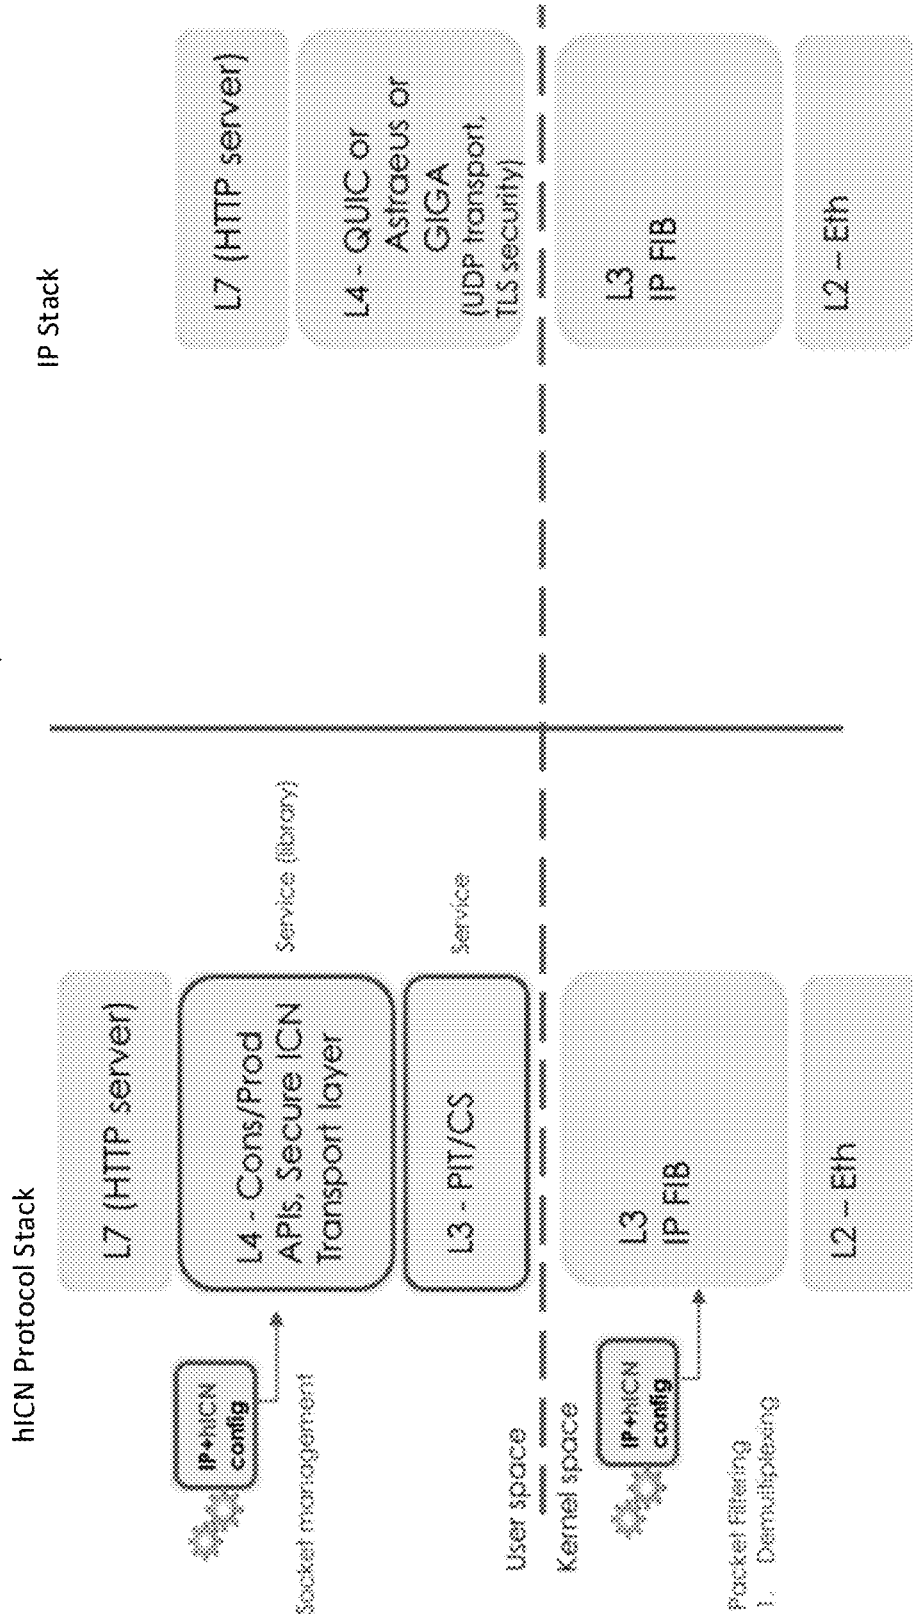 hICN Protocol Stack
L7 (HTTP server)
IP+hICN
config
L4 - Cons/Prod
APIs, Secure ICN
Transport layer
Service (library)
Socket management
L3 - PIT/CS
Service
User space
Kernel space
IP+hICN
config
L3
IP FIB
Packet Filtering
1. Demultiplexing
L2 – Eth
IP Stack
L7 (HTTP server)
L4 - QUIC or
Astraeus or
GIGA
(UDP transport,
TLS security)
L3
IP FIB
L2 – Eth